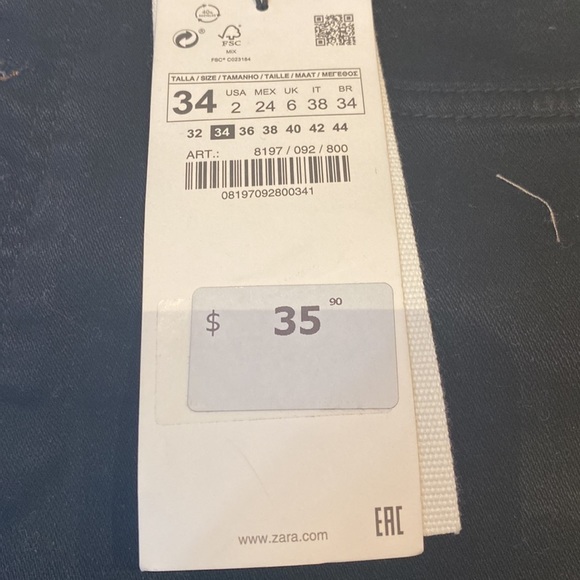 40%
®
FSC
MIX
FSC® C023184
TALLA / SIZE / TAMANHO / TAILLE / MAAT / ΜΕΓΕΘΟΣ
34 USA MEX UK IT BR
2 24 6 38 34
32 34 36 38 40 42 44
ART.: 8197 / 092 / 800
08197092800341
$ 35 90
www.zara.com
EAC